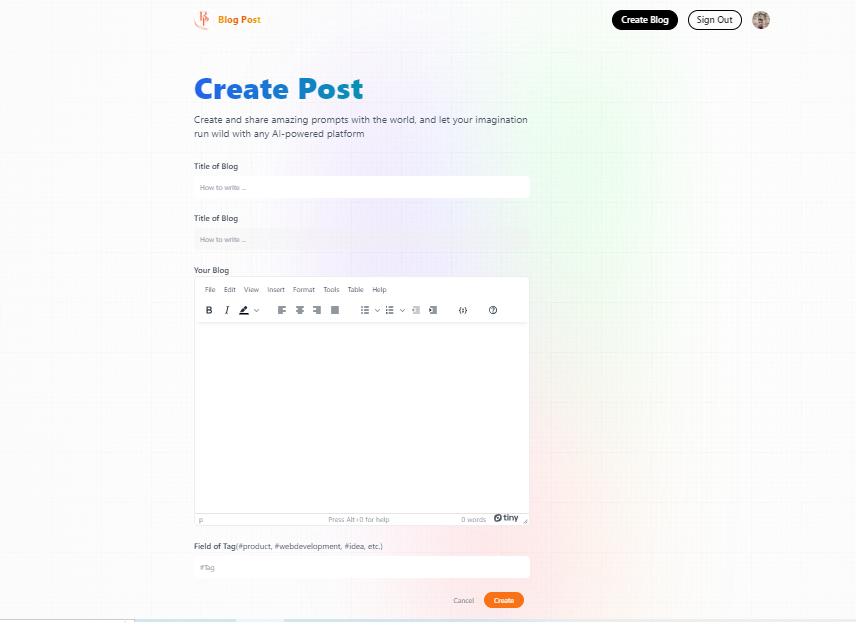 Blog Post
Create Blog
Sign Out
Create Post
Create and share amazing prompts with the world, and let your imagination
run wild with any AI-powered platform
Title of Blog
How to write ...
Title of Blog
How to write ...
Your Blog
File Edit View Insert Format Tools Table Help
B I
p Press Alt+0 for help 0 words tiny
Field of Tag(#product, #webdevelopment, #idea, etc.)
#Tag
Cancel Create